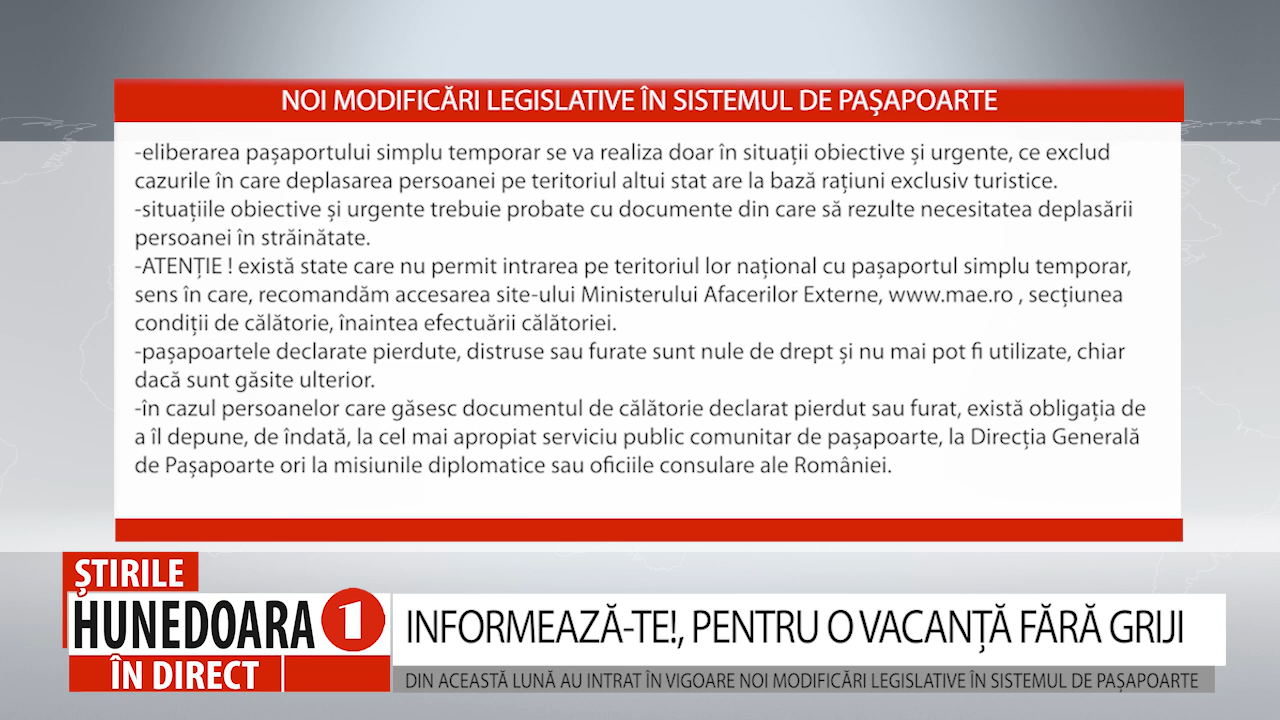 NOI MODIFICĂRI LEGISLATIVE ÎN SISTEMUL DE PAŞAPOARTE
-eliberarea pașaportului simplu temporar se va realiza doar în situații obiective și urgente, ce exclud
cazurile în care deplasarea persoanei pe teritoriul altui stat are la bază rațiuni exclusiv turistice.
-situațiile obiective și urgente trebuie probate cu documente din care să rezulte necesitatea deplasării
persoanei în străinătate.
-ATENȚIE ! există state care nu permit intrarea pe teritoriul lor național cu pașaportul simplu temporar,
sens în care, recomandăm accesarea site-ului Ministerului Afacerilor Externe, www.mae.ro , secțiunea
condiții de călătorie, înaintea efectuării călătoriei.
-pașapoartele declarate pierdute, distruse sau furate sunt nule de drept și nu mai pot fi utilizate, chiar
dacă sunt găsite ulterior.
-în cazul persoanelor care găsesc documentul de călătorie declarat pierdut sau furat, există obligația de
a îl depune, de îndată, la cel mai apropiat serviciu public comunitar de pașapoarte, la Direcția Generală
de Pașapoarte ori la misiunile diplomatice sau oficiile consulare ale României.
ȘTIRILE
HUNEDOARA 1
ÎN DIRECT
INFORMEAZĂ-TE!, PENTRU O VACANȚĂ FĂRĂ GRIJI
DIN ACEASTĂ LUNĂ AU INTRAT ÎN VIGOARE NOI MODIFICĂRI LEGISLATIVE ÎN SISTEMUL DE PAŞAPOARTE